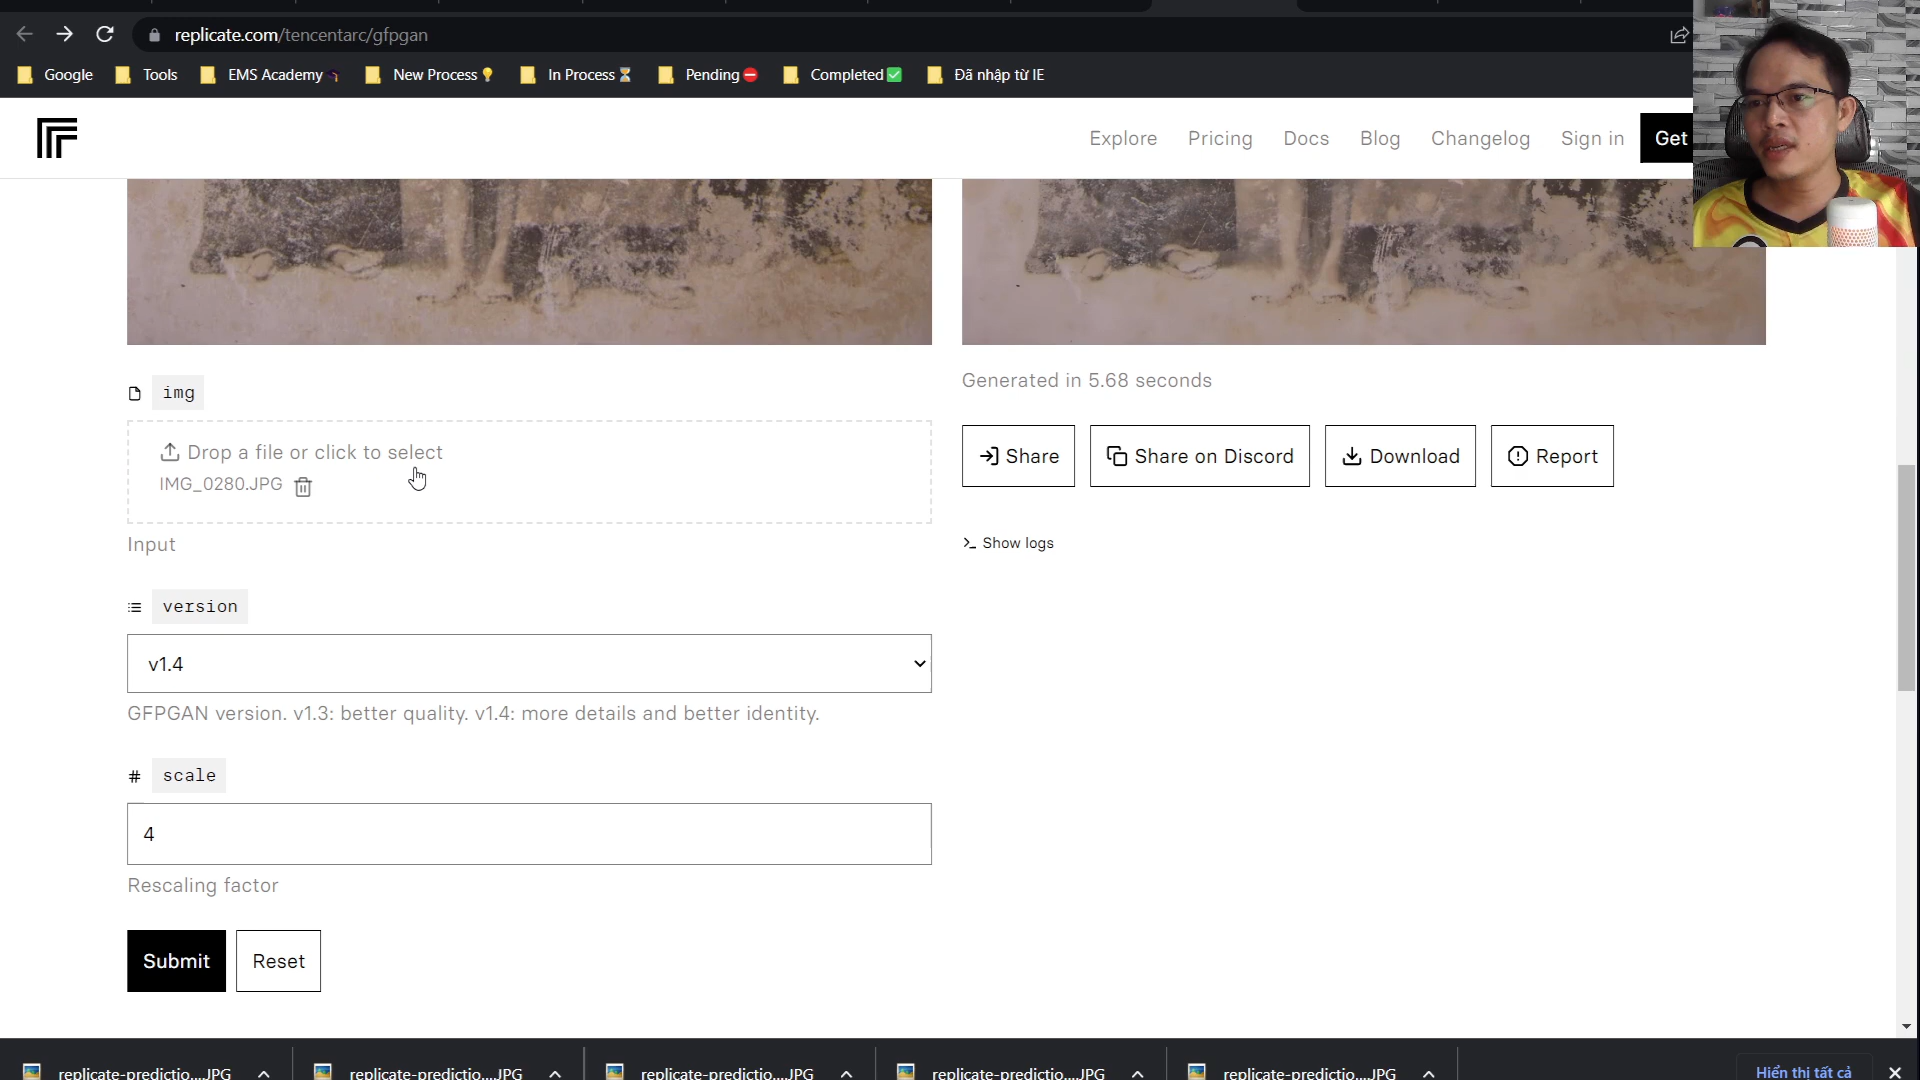 replicate.com/tencentarc/gfpgan
Google Tools EMS Academy New Process In Process Pending Completed Đã nhập từ IE
Explore Pricing Docs Blog Changelog Sign in Get
img
Drop a file or click to select
IMG_0280.JPG
Input
version
v1.4
GFPGAN version. v1.3: better quality. v1.4: more details and better identity.
# scale
4
Rescaling factor
Submit Reset
Generated in 5.68 seconds
Share Share on Discord Download Report
>_ Show logs
replicate-predictio....JPG replicate-predictio....JPG replicate-predictio....JPG replicate-predictio....JPG replicate-predictio....JPG Hiển thị tất cả